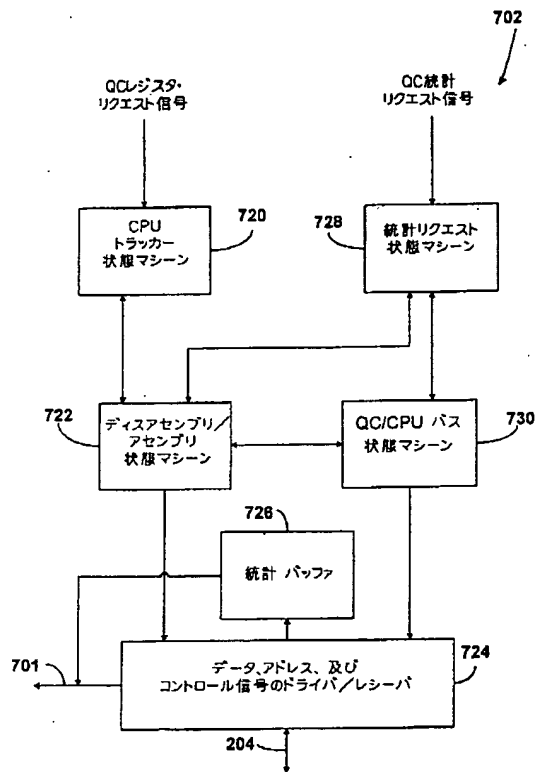 702
QCレジスタ・
リクエスト信号
QC統計
リクエスト信号
720
CPU
トラッカー
状態マシーン
728
統計リクエスト
状態マシーン
722
ディスアセンブリ／
アセンブリ
状態マシーン
QC/CPU バス
状態マシーン
730
726
統計 バッファ
701
データ、アドレス、及び
コントロール信号のドライバ／レシーバ
724
204